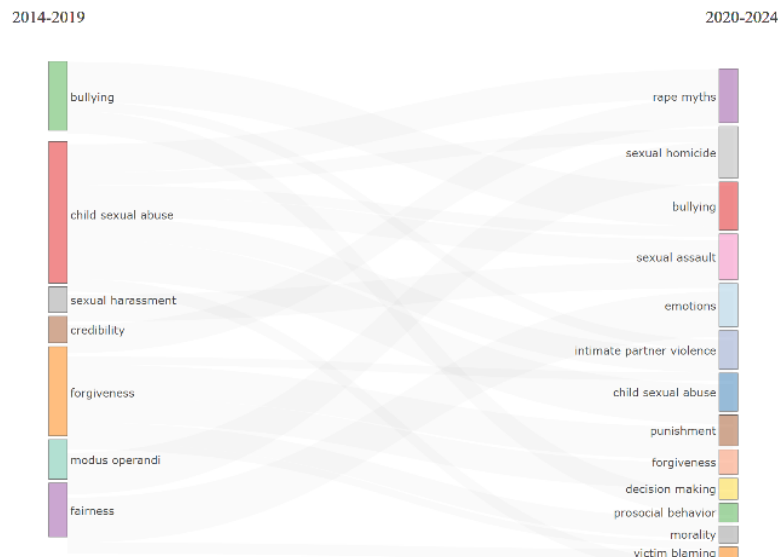 2014-2019
2020-2024
bullying
child sexual abuse
sexual harassment
credibility
forgiveness
modus operandi
fairness
rape myths
sexual homicide
bullying
sexual assault
emotions
intimate partner violence
child sexual abuse
punishment
forgiveness
decision making
prosocial behavior
morality
victim blaming